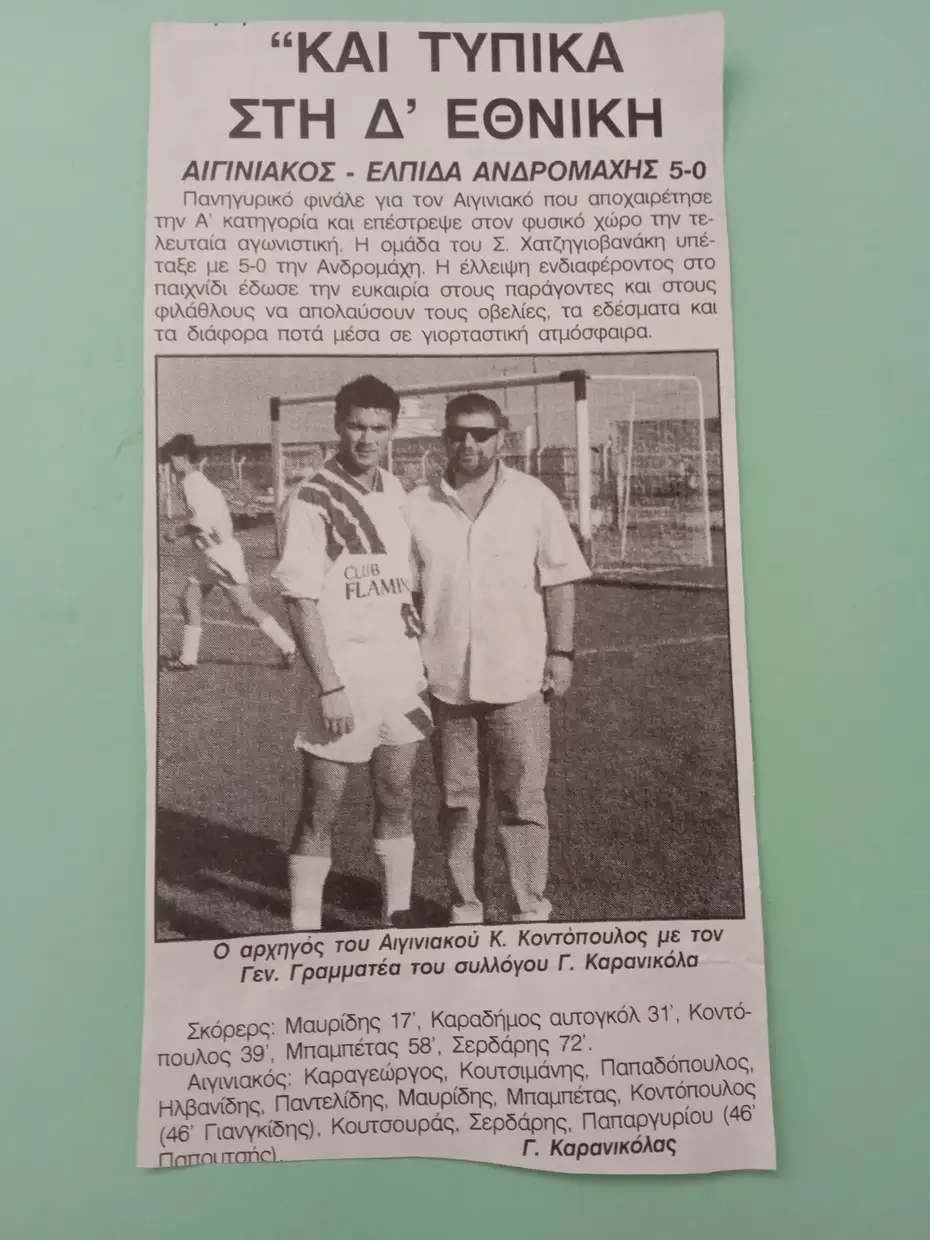 “ΚΑΙ ΤΥΠΙΚΑ
ΣΤΗ Δ’ ΕΘΝΙΚΗ
ΑΙΓΙΝΙΑΚΟΣ - ΕΛΠΙΔΑ ΑΝΔΡΟΜΑΧΗΣ 5-0
Πανηγυρικό φινάλε για τον Αιγινιακό που αποχαιρέτησε
την Α’ κατηγορία και επέστρεψε στον φυσικό χώρο την τε-
λευταία αγωνιστική. Η ομάδα του Σ. Χατζηγιοβανάκη υπέ-
ταξε με 5-0 την Ανδρομάχη. Η έλλειψη ενδιαφέροντος στο
παιχνίδι έδωσε την ευκαιρία στους παράγοντες και στους
φιλάθλους να απολαύσουν τους οβελίες, τα εδέσματα και
τα διάφορα ποτά μέσα σε γιορταστική ατμόσφαιρα.
CLUB
FLAMIN
Ο αρχηγός του Αιγινιακού Κ. Κοντόπουλος με τον
Γεν. Γραμματέα του συλλόγου Γ. Καρανικόλα
Σκόρερς: Μαυρίδης 17’, Καραδήμος αυτογκόλ 31’, Κοντό-
πουλος 39’, Μπαμπέτας 58’, Σερδάρης 72’.
Αιγινιακός: Καραγεώργος, Κουτσιμάνης, Παπαδόπουλος,
Ηλβανίδης, Παντελίδης, Μαυρίδης, Μπαμπέτας, Κοντόπουλος
(46’ Γιανγκίδης), Κουτσουράς, Σερδάρης, Παπαργυρίου (46’
Παπουτσής).
Γ. Καρανικόλας